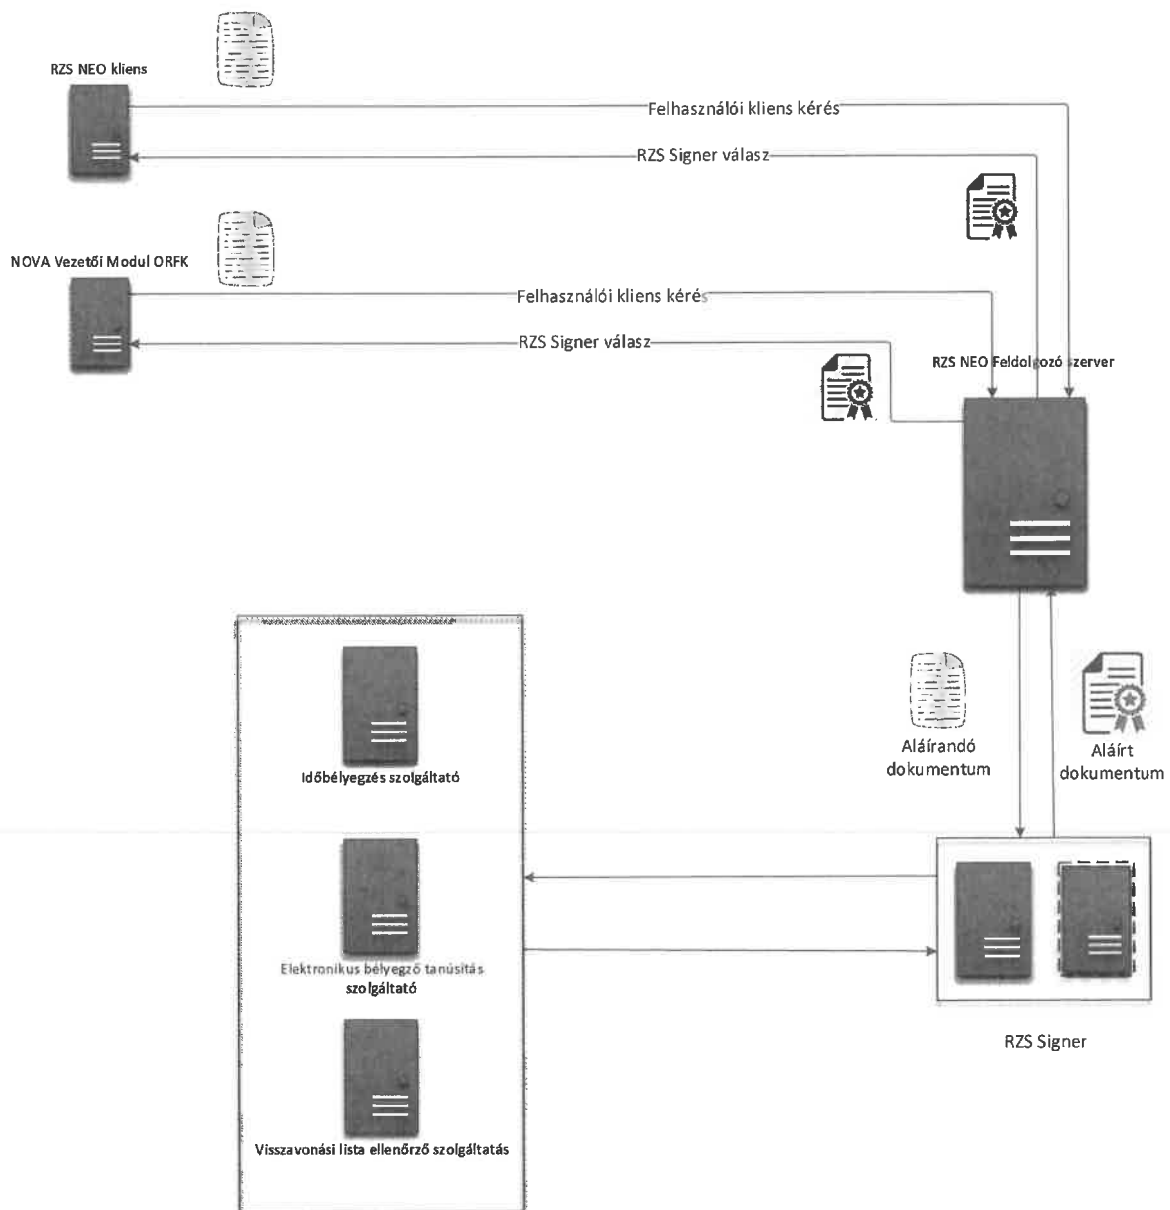 RZS NEO kliens
Felhasználói kliens kérés
RZS Signer válasz
NOVA Vezetői Modul ORFK
Felhasználói kliens kérés
RZS Signer válasz
RZS NEO Feldolgozó szerver
Aláírandó
dokumentum
Aláírt
dokumentum
Időbélyegzés szolgáltató
Elektronikus bélyegző tanúsítás
szolgáltató
RZS Signer
Visszavonási lista ellenőrző szolgáltatás